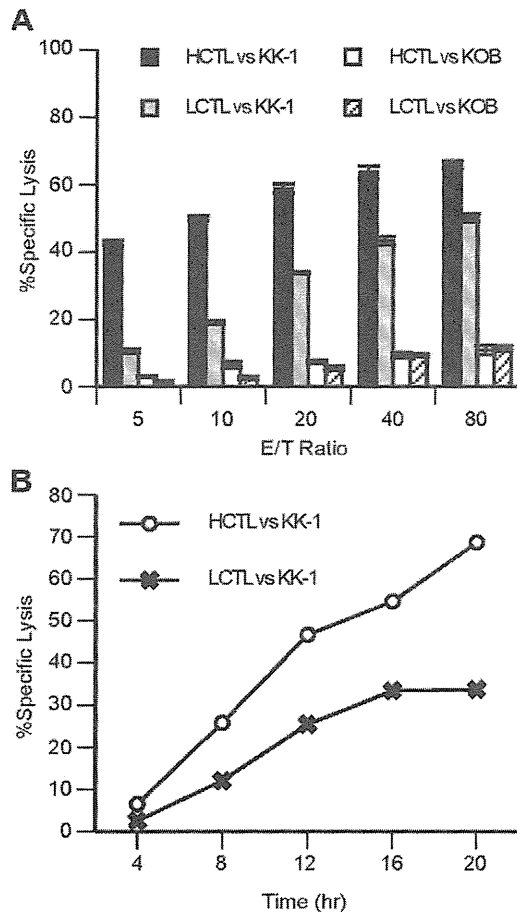 A
100
HCTL vs KK-1
HCTL vs KOB
LCTL vs KK-1
LCTL vs KOB
80
60
40
20
0
%Specific Lysis
5 10 20 40 80
E/T Ratio
B
80
HCTL vs KK-1
70
LCTL vs KK-1
60
50
40
30
20
10
0
%Specific Lysis
4 8 12 16 20
Time (hr)